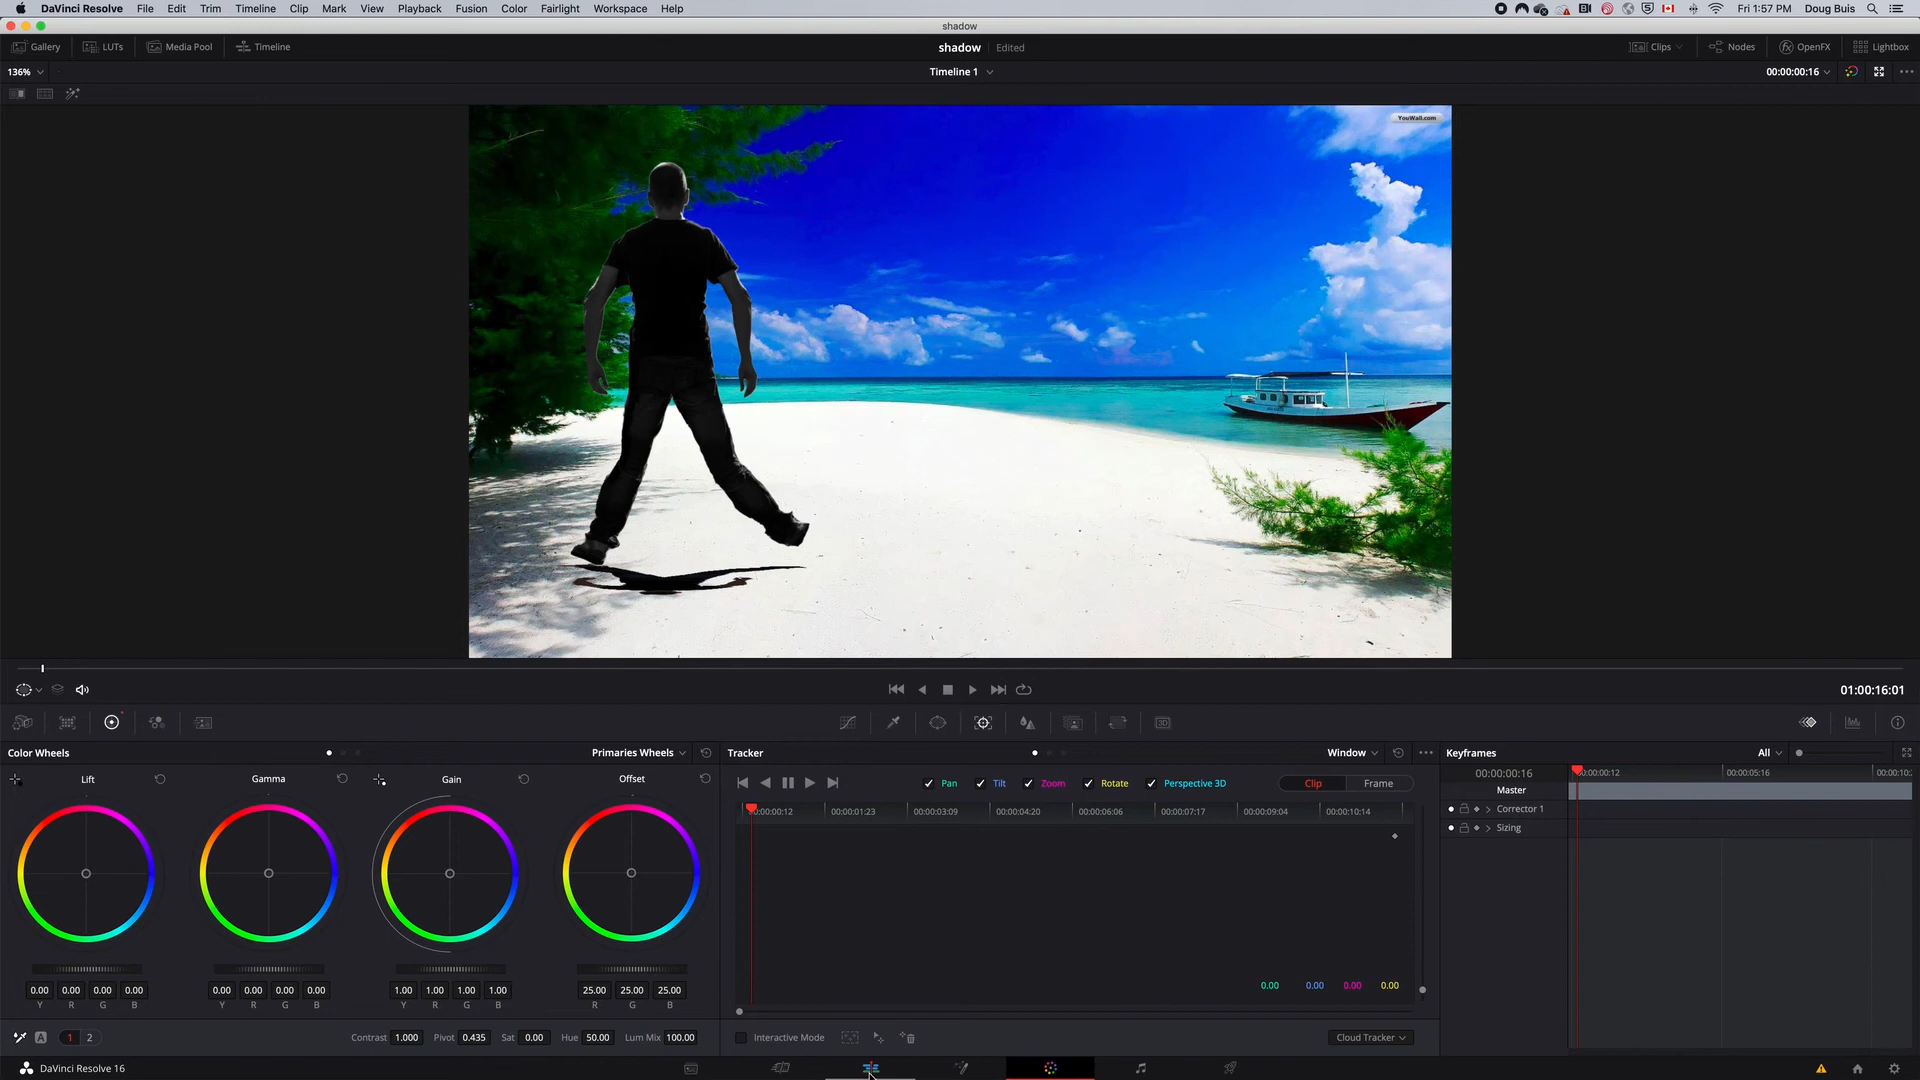 DaVinci Resolve File Edit Trim Timeline Clip Mark View Playback Fusion Color Fairlight Workspace Help Fri 1:57 PM Doug Buis
shadow
Gallery LUTs Media Pool Timeline shadow Edited Clips Nodes OpenFX Lightbox
136% Timeline 1 00:00:00:16
YouWall.com
01:00:16:01
Color Wheels Primaries Wheels Tracker Window Keyframes All
Lift Gamma Gain Offset Pan Tilt Zoom Rotate Perspective 3D Clip Frame 00:00:00:16 00:00:00:12 00:00:05:16 00:00:10:
Master
00:00:00:12 00:00:01:23 00:00:03:09 00:00:04:20 00:00:06:06 00:00:07:17 00:00:09:04 00:00:10:14 Corrector 1
Sizing
0.00 0.00 0.00 0.00 0.00 0.00 0.00 0.00 1.00 1.00 1.00 1.00 25.00 25.00 25.00 0.00 0.00 0.00 0.00
Y R G B Y R G B Y R G B R G B
A 1 2 Contrast 1.000 Pivot 0.435 Sat 0.00 Hue 50.00 Lum Mix 100.00 Interactive Mode Cloud Tracker
DaVinci Resolve 16